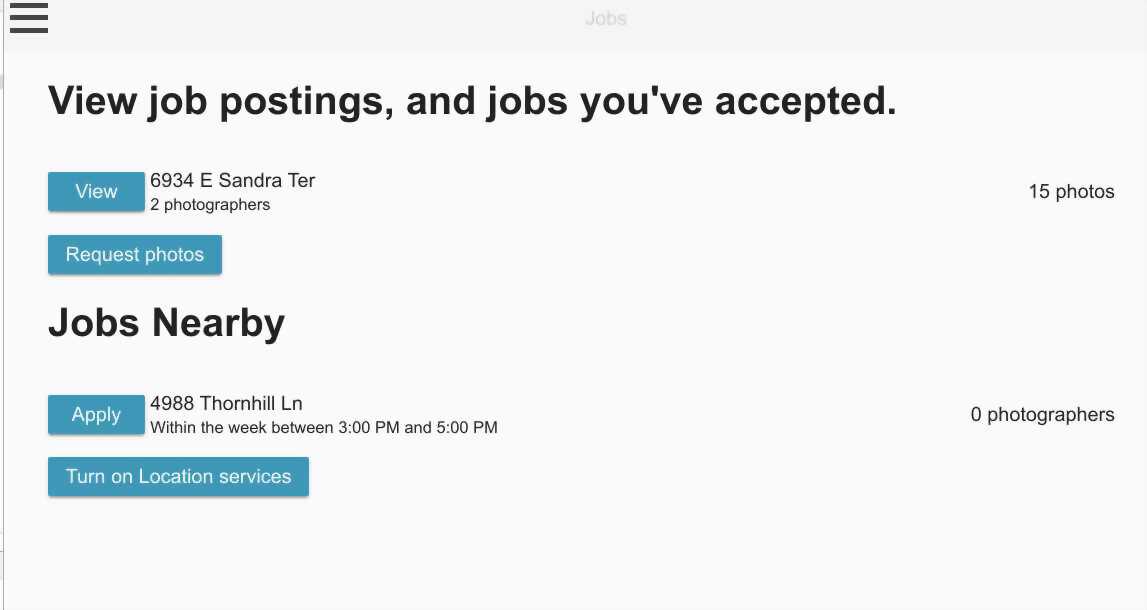 Jobs
View job postings, and jobs you've accepted.
View
6934 E Sandra Ter
2 photographers
15 photos
Request photos
Jobs Nearby
Apply
4988 Thornhill Ln
Within the week between 3:00 PM and 5:00 PM
0 photographers
Turn on Location services